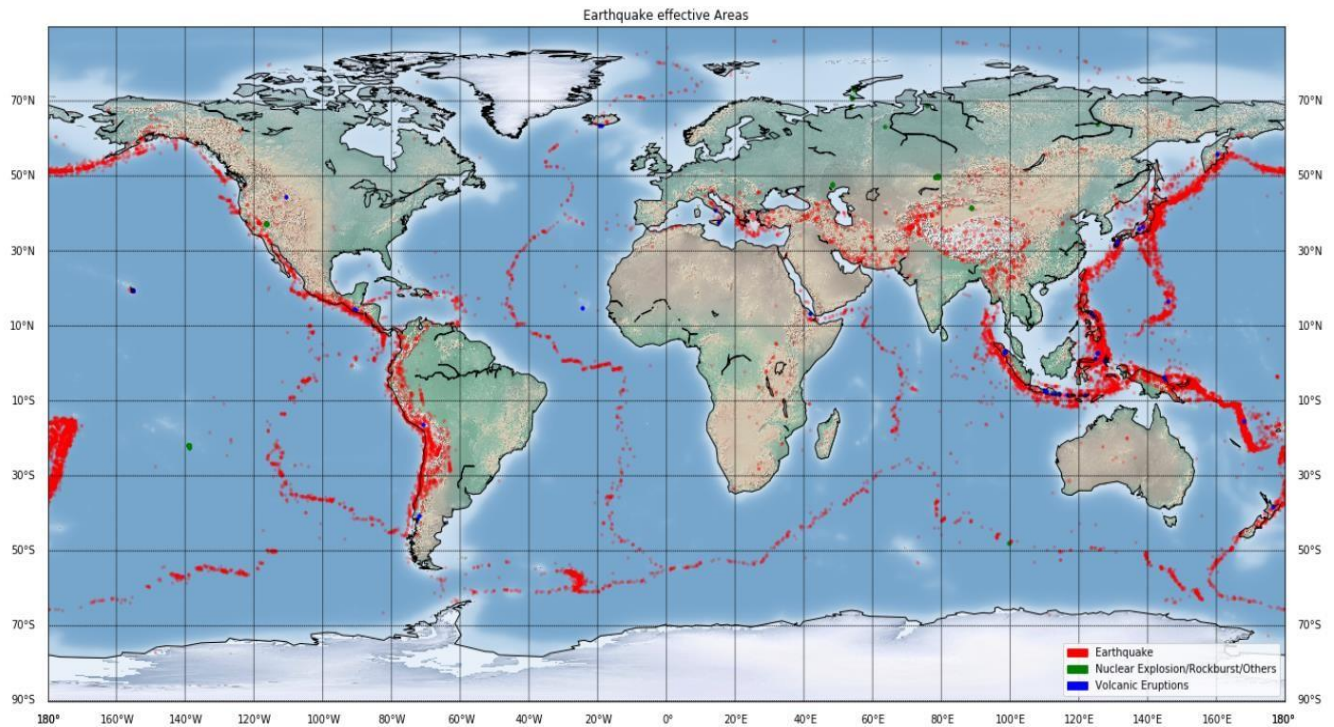 Earthquake effective Areas
70°N 70°N
50°N 50°N
30°N 30°N
10°N 10°N
10°S 10°S
30°S 30°S
50°S 50°S
70°S 70°S
Earthquake
Nuclear Explosion/Rockburst/Others
Volcanic Eruptions
90°S 90°S
180° 160°W 140°W 120°W 100°W 80°W 60°W 40°W 20°W 0° 20°E 40°E 60°E 80°E 100°E 120°E 140°E 160°E 180°